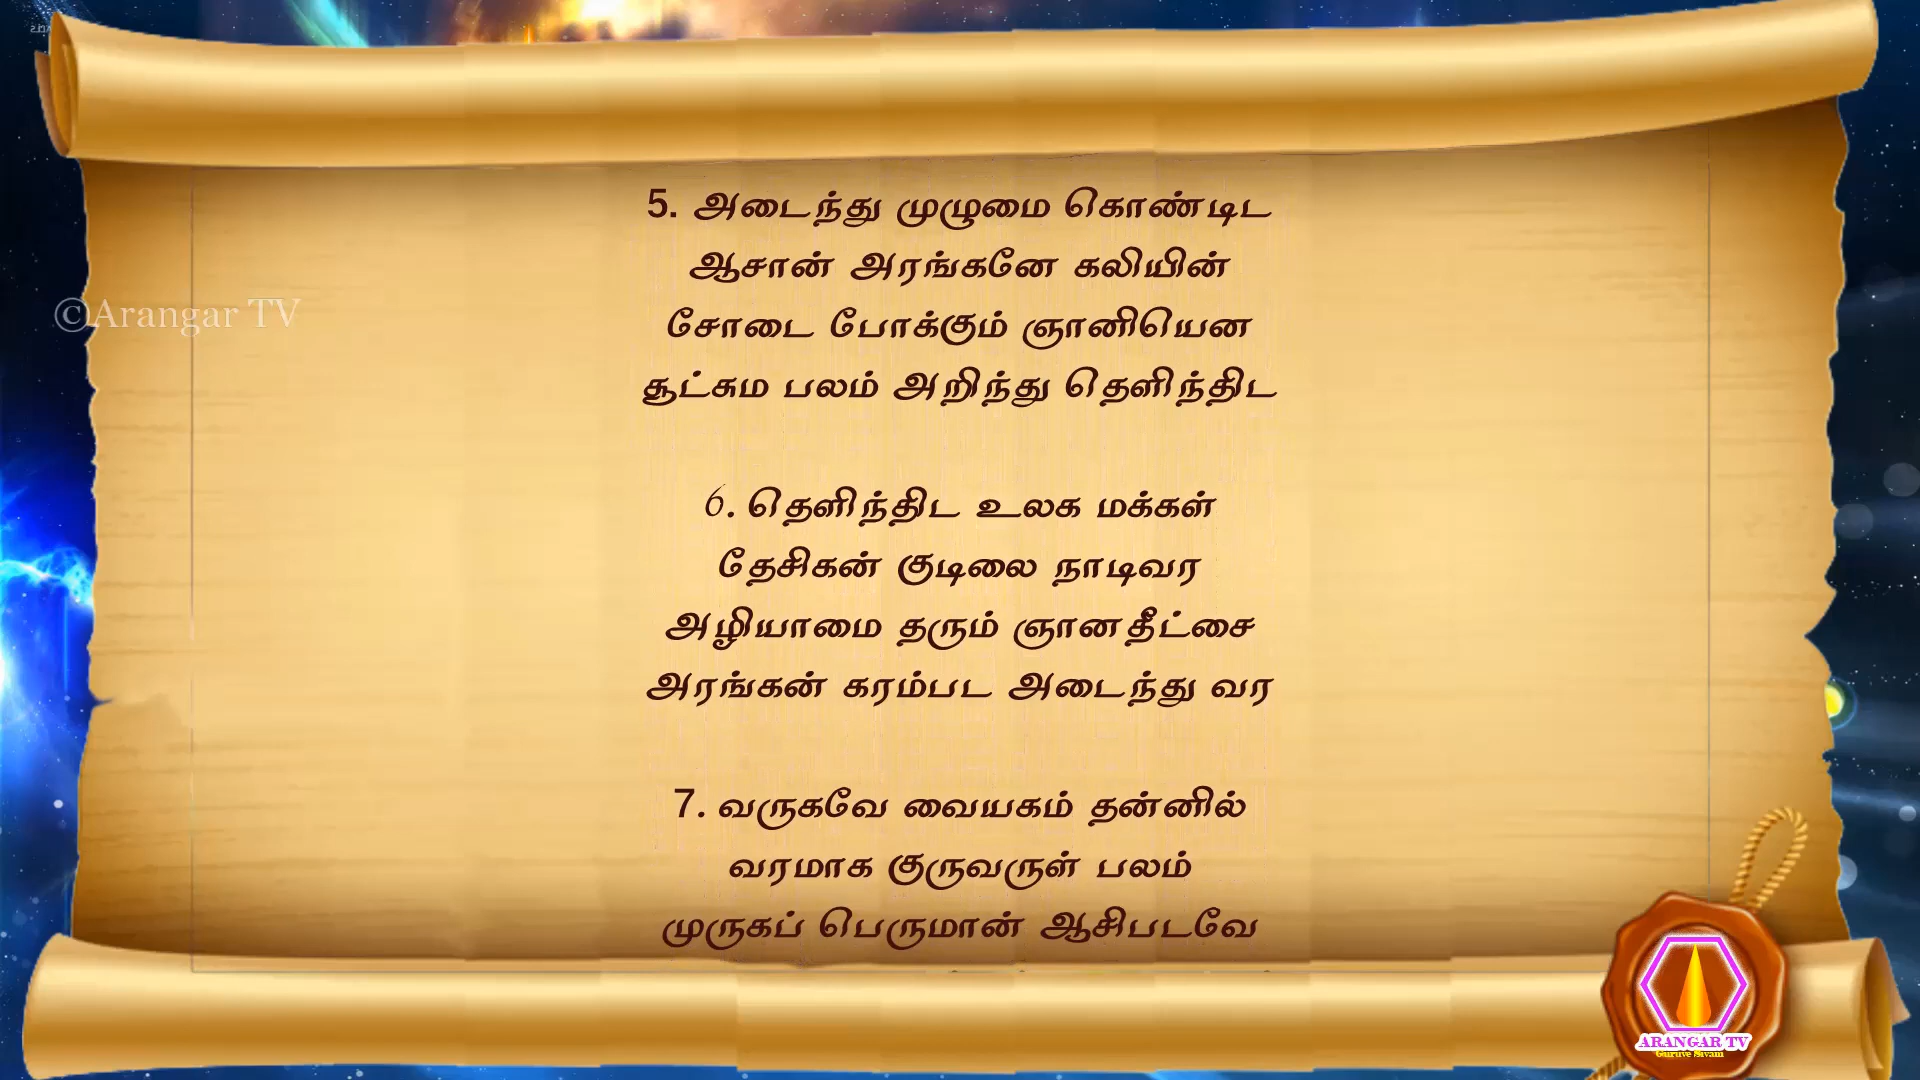 ©Arangar TV
5. அடைந்து முழுமை கொண்டிட
ஆசான் அரங்கனே கலியின்
சோடை போக்கும் ஞானியென
சூட்சும பலம் அறிந்து தெளிந்திட
6. தெளிந்திட உலக மக்கள்
தேசிகன் குடிலை நாடிவர
அழியாமை தரும் ஞானதீட்சை
அரங்கன் கரம்பட அடைந்து வர
7. வருகவே வையகம் தன்னில்
வரமாக குருவருள் பலம்
முருகப் பெருமான் ஆசிபடவே
ARANGAR TV
Guruve Sivam